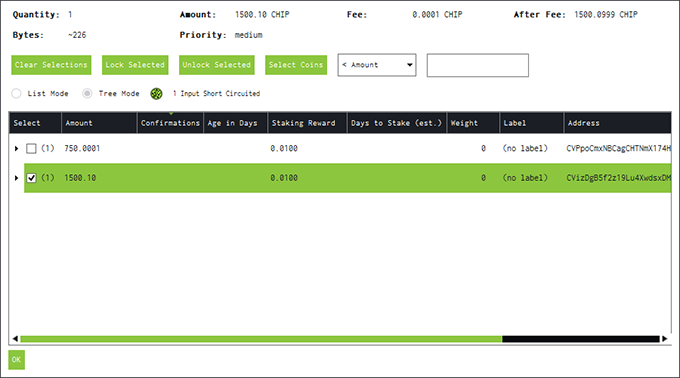 Quantity: 1 Amount: 1500.10 CHIP Fee: 0.0001 CHIP After Fee: 1500.0999 CHIP
Bytes: ~226 Priority: medium
Clear Selections Lock Selected Unlock Selected Select Coins < Amount
List Mode Tree Mode 1 Input Short Circuited
Select Amount Confirmations Age in Days Staking Reward Days to Stake (est.) Weight Label Address
(1) 750.0001 0.0100 0 (no label) CVPpoCmxNBCagCHTNmX174H
(1) 1500.10 0.0100 0 (no label) CVizDgB5f2z19Lu4XwdsxDM
OK